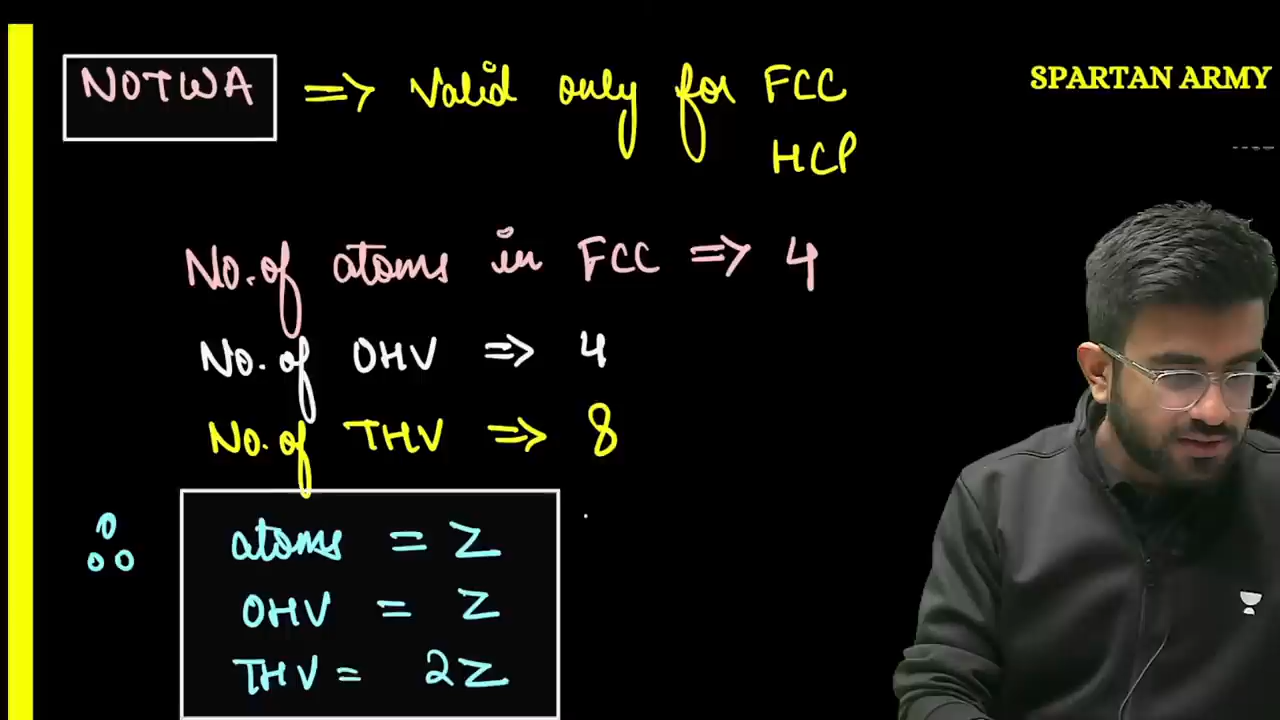 NOTWA => Valid only for FCC
HCP
SPARTAN ARMY
No. of atoms in FCC => 4
No. of OHV => 4
No. of THV => 8
atoms = Z
OHV = Z
THV = 2Z